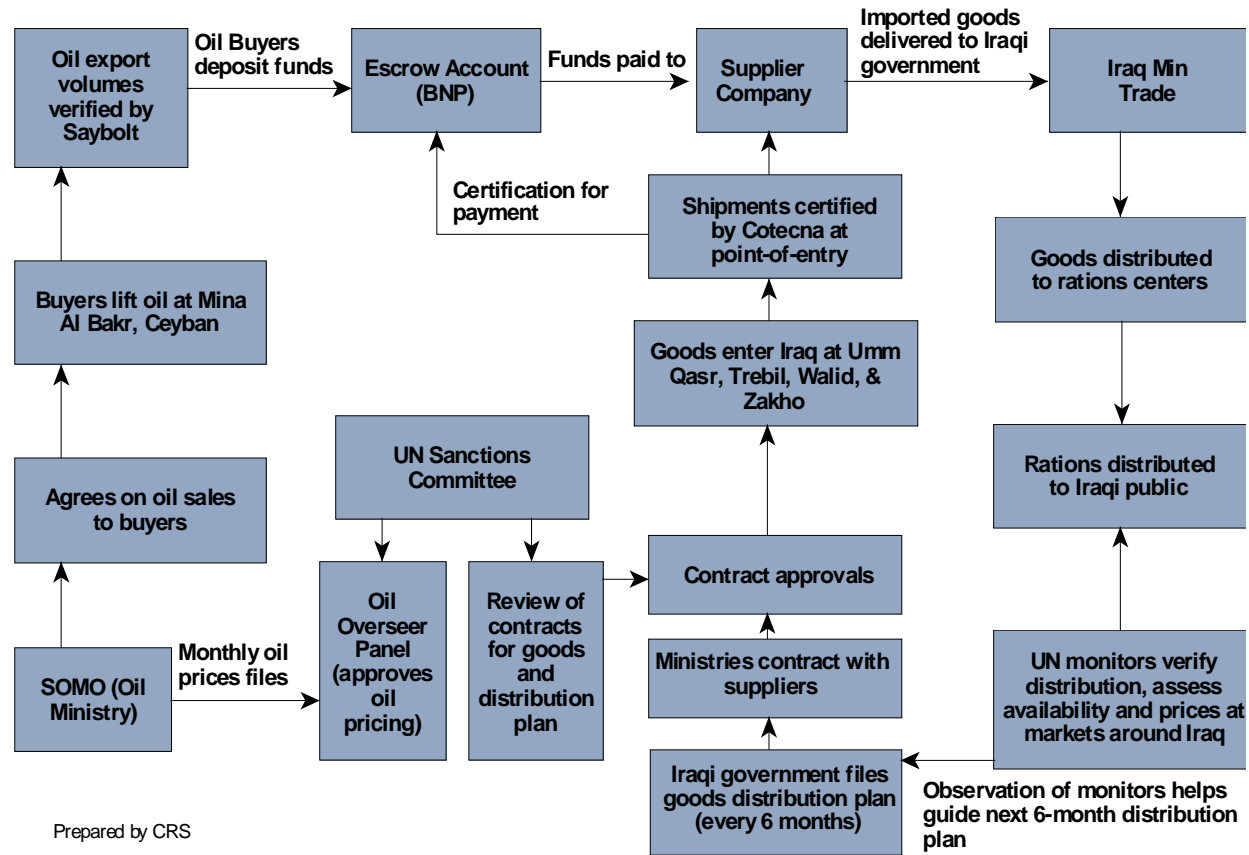 Oil export
volumes
verified by
Saybolt
Oil Buyers
deposit funds
Escrow Account
(BNP)
Funds paid to
Supplier
Company
Imported goods
delivered to Iraqi
government
Iraq Min
Trade
Certification for
payment
Shipments certified
by Cotecna at
point-of-entry
Goods distributed
to rations centers
Buyers lift oil at Mina
Al Bakr, Ceyban
Goods enter Iraq at Umm
Qasr, Trebil, Walid, &
Zakho
UN Sanctions
Committee
Rations distributed
to Iraqi public
Agrees on oil sales
to buyers
Contract approvals
Oil
Overseer
Panel
(approves
oil
pricing)
Review of
contracts
for goods
and
distribution
plan
Monthly oil
prices files
SOMO (Oil
Ministry)
Ministries contract with
suppliers
UN monitors verify
distribution, assess
availability and prices at
markets around Iraq
Iraqi government files
goods distribution plan
(every 6 months)
Observation of monitors helps
guide next 6-month distribution
plan
Prepared by CRS